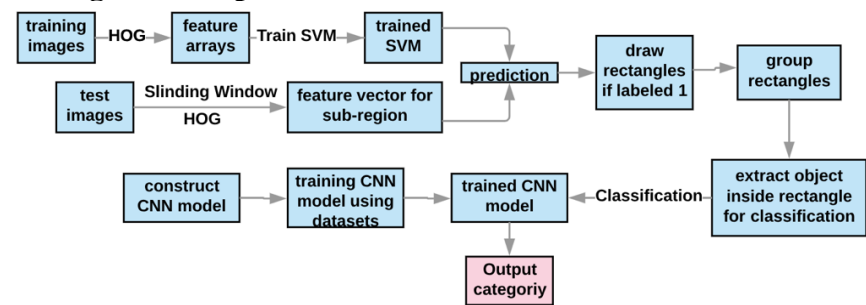 training
images
HOG
feature
arrays
Train SVM
trained
SVM
test
images
Slinding Window
HOG
feature vector for
sub-region
prediction
draw
rectangles
if labeled 1
group
rectangles
extract object
inside rectangle
for classification
Classification
construct
CNN model
training CNN
model using
datasets
trained CNN
model
Output
categoriy